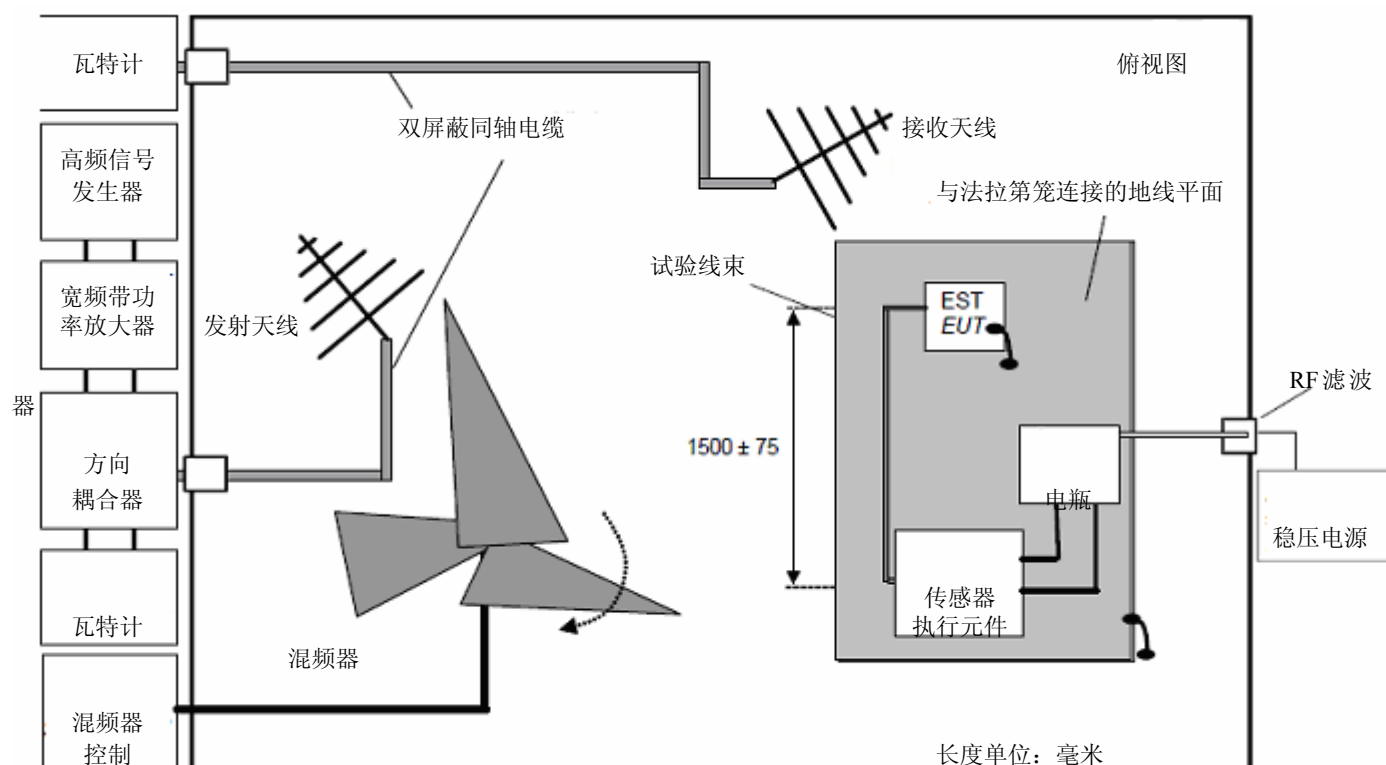 瓦特计
俯视图
双屏蔽同轴电缆
接收天线
高频信号
发生器
与法拉第笼连接的地线平面
试验线束
宽频带功
率放大器
发射天线
EST
EUT
RF 滤波
器
1500 ± 75
方向
耦合器
电瓶
稳压电源
传感器
执行元件
瓦特计
混频器
混频器
控制
长度单位：毫米